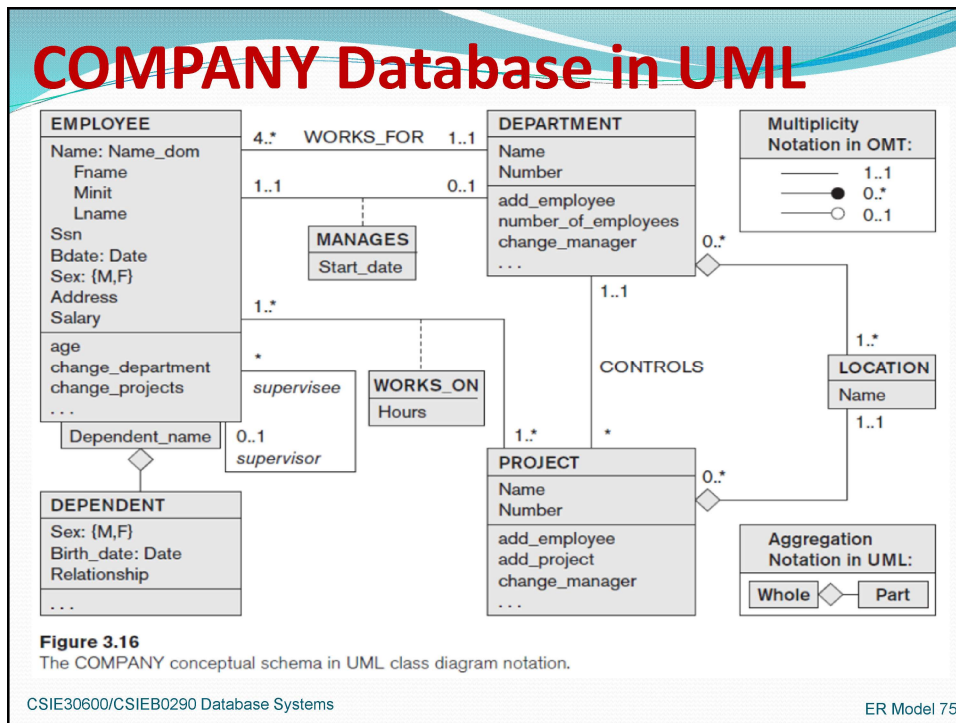 COMPANY Database in UML
EMPLOYEE
Name: Name_dom
Fname
Minit
Lname
Ssn
Bdate: Date
Sex: {M,F}
Address
Salary
age
change_department
change_projects
. . .
Dependent_name
DEPENDENT
Sex: {M,F}
Birth_date: Date
Relationship
. . .
4..* WORKS_FOR 1..1
1..1 0..1
MANAGES
Start_date
1..*
*
supervisee
0..1
supervisor
WORKS_ON
Hours
1..* *
DEPARTMENT
Name
Number
add_employee
number_of_employees
change_manager
. . .
0..*
1..1
CONTROLS
PROJECT
Name
Number
add_employee
add_project
change_manager
. . .
0..*
1..*
LOCATION
Name
1..1
Multiplicity
Notation in OMT:
1..1
0..*
0..1
Aggregation
Notation in UML:
Whole Part
Figure 3.16
The COMPANY conceptual schema in UML class diagram notation.
CSIE30600/CSIEB0290 Database Systems
ER Model 75